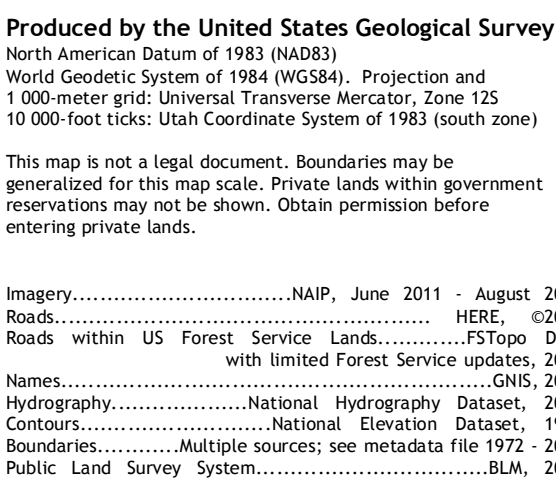 Produced by the United States Geological Survey
North American Datum of 1983 (NAD83)
World Geodetic System of 1984 (WGS84). Projection and
1 000-meter grid: Universal Transverse Mercator, Zone 12S
10 000-foot ticks: Utah Coordinate System of 1983 (south zone)
This map is not a legal document. Boundaries may be
generalized for this map scale. Private lands within government
reservations may not be shown. Obtain permission before
entering private lands.
Imagery................................NAIP, June 2011 - August
Roads....................................................... HERE,
Roads within US Forest Service Lands.............FSTopo
with limited Forest Service updates,
Names...............................................................GNIS,
Hydrography....................National Hydrography Dataset,
Contours............................National Elevation Dataset,
Boundaries............Multiple sources; see metadata file 1972 -
Public Land Survey System..................................BLM,